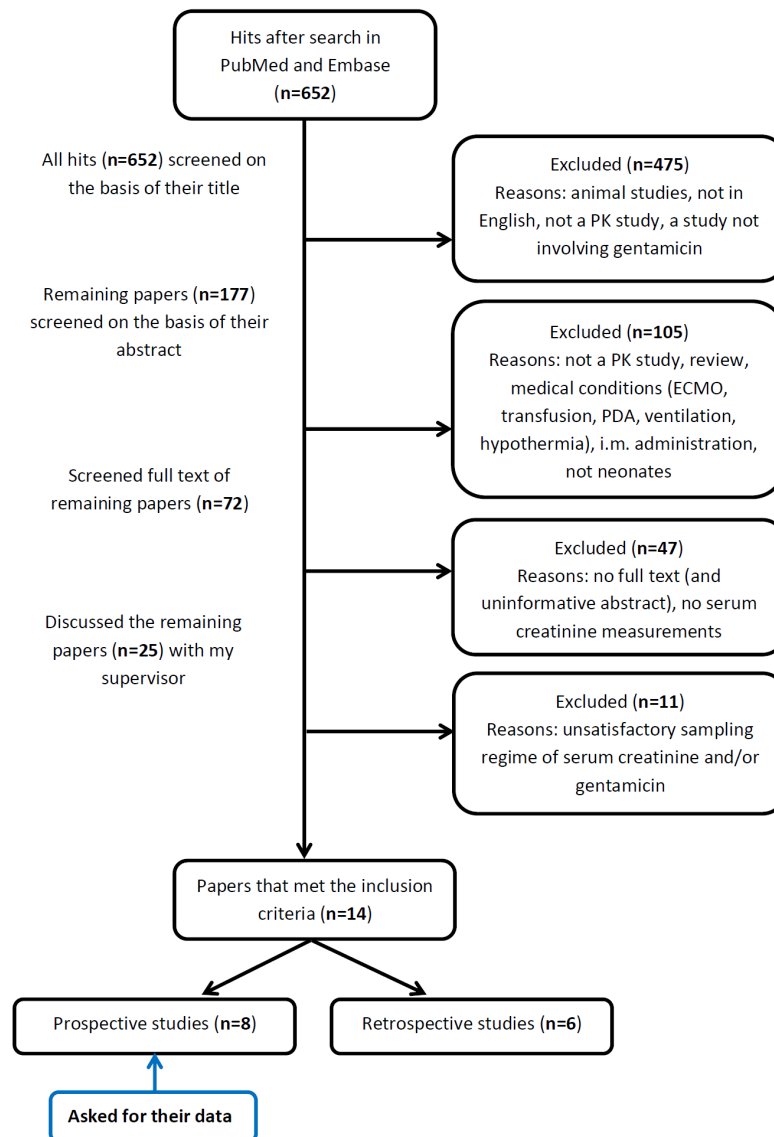 Hits after search in
PubMed and Embase
(n=652)
All hits (n=652) screened on
the basis of their title
Excluded (n=475)
Reasons: animal studies, not in
English, not a PK study, a study not
involving gentamicin
Remaining papers (n=177)
screened on the basis of their
abstract
Excluded (n=105)
Reasons: not a PK study, review,
medical conditions (ECMO,
transfusion, PDA, ventilation,
hypothermia), i.m. administration,
not neonates
Screened full text of
remaining papers (n=72)
Excluded (n=47)
Reasons: no full text (and
uninformative abstract), no serum
creatinine measurements
Discussed the remaining
papers (n=25) with my
supervisor
Excluded (n=11)
Reasons: unsatisfactory sampling
regime of serum creatinine and/or
gentamicin
Papers that met the inclusion
criteria (n=14)
Prospective studies (n=8)
Retrospective studies (n=6)
Asked for their data